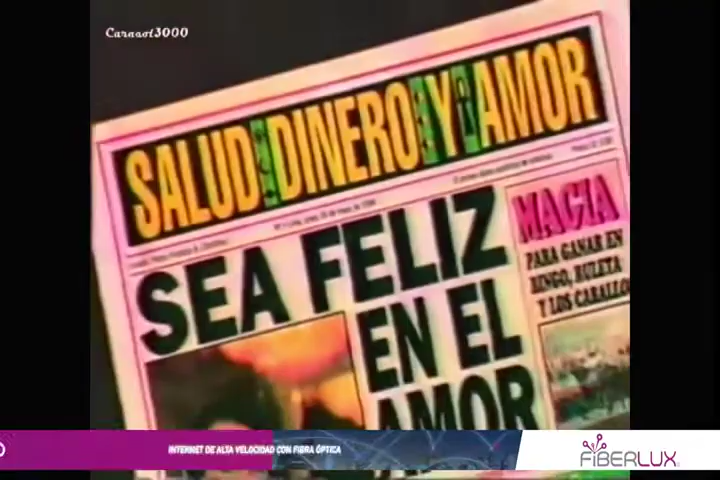 Caraaot3000
SALUD DINERO Y AMOR
SEA FELIZ
EN EL
AMOR
MAGIA
PARA GANAR EN
BINGO, RULETA
Y LOS CABALLO
INTERNET DE ALTA VELOCIDAD CON FIBRA ÓPTICA
FIBERLUX